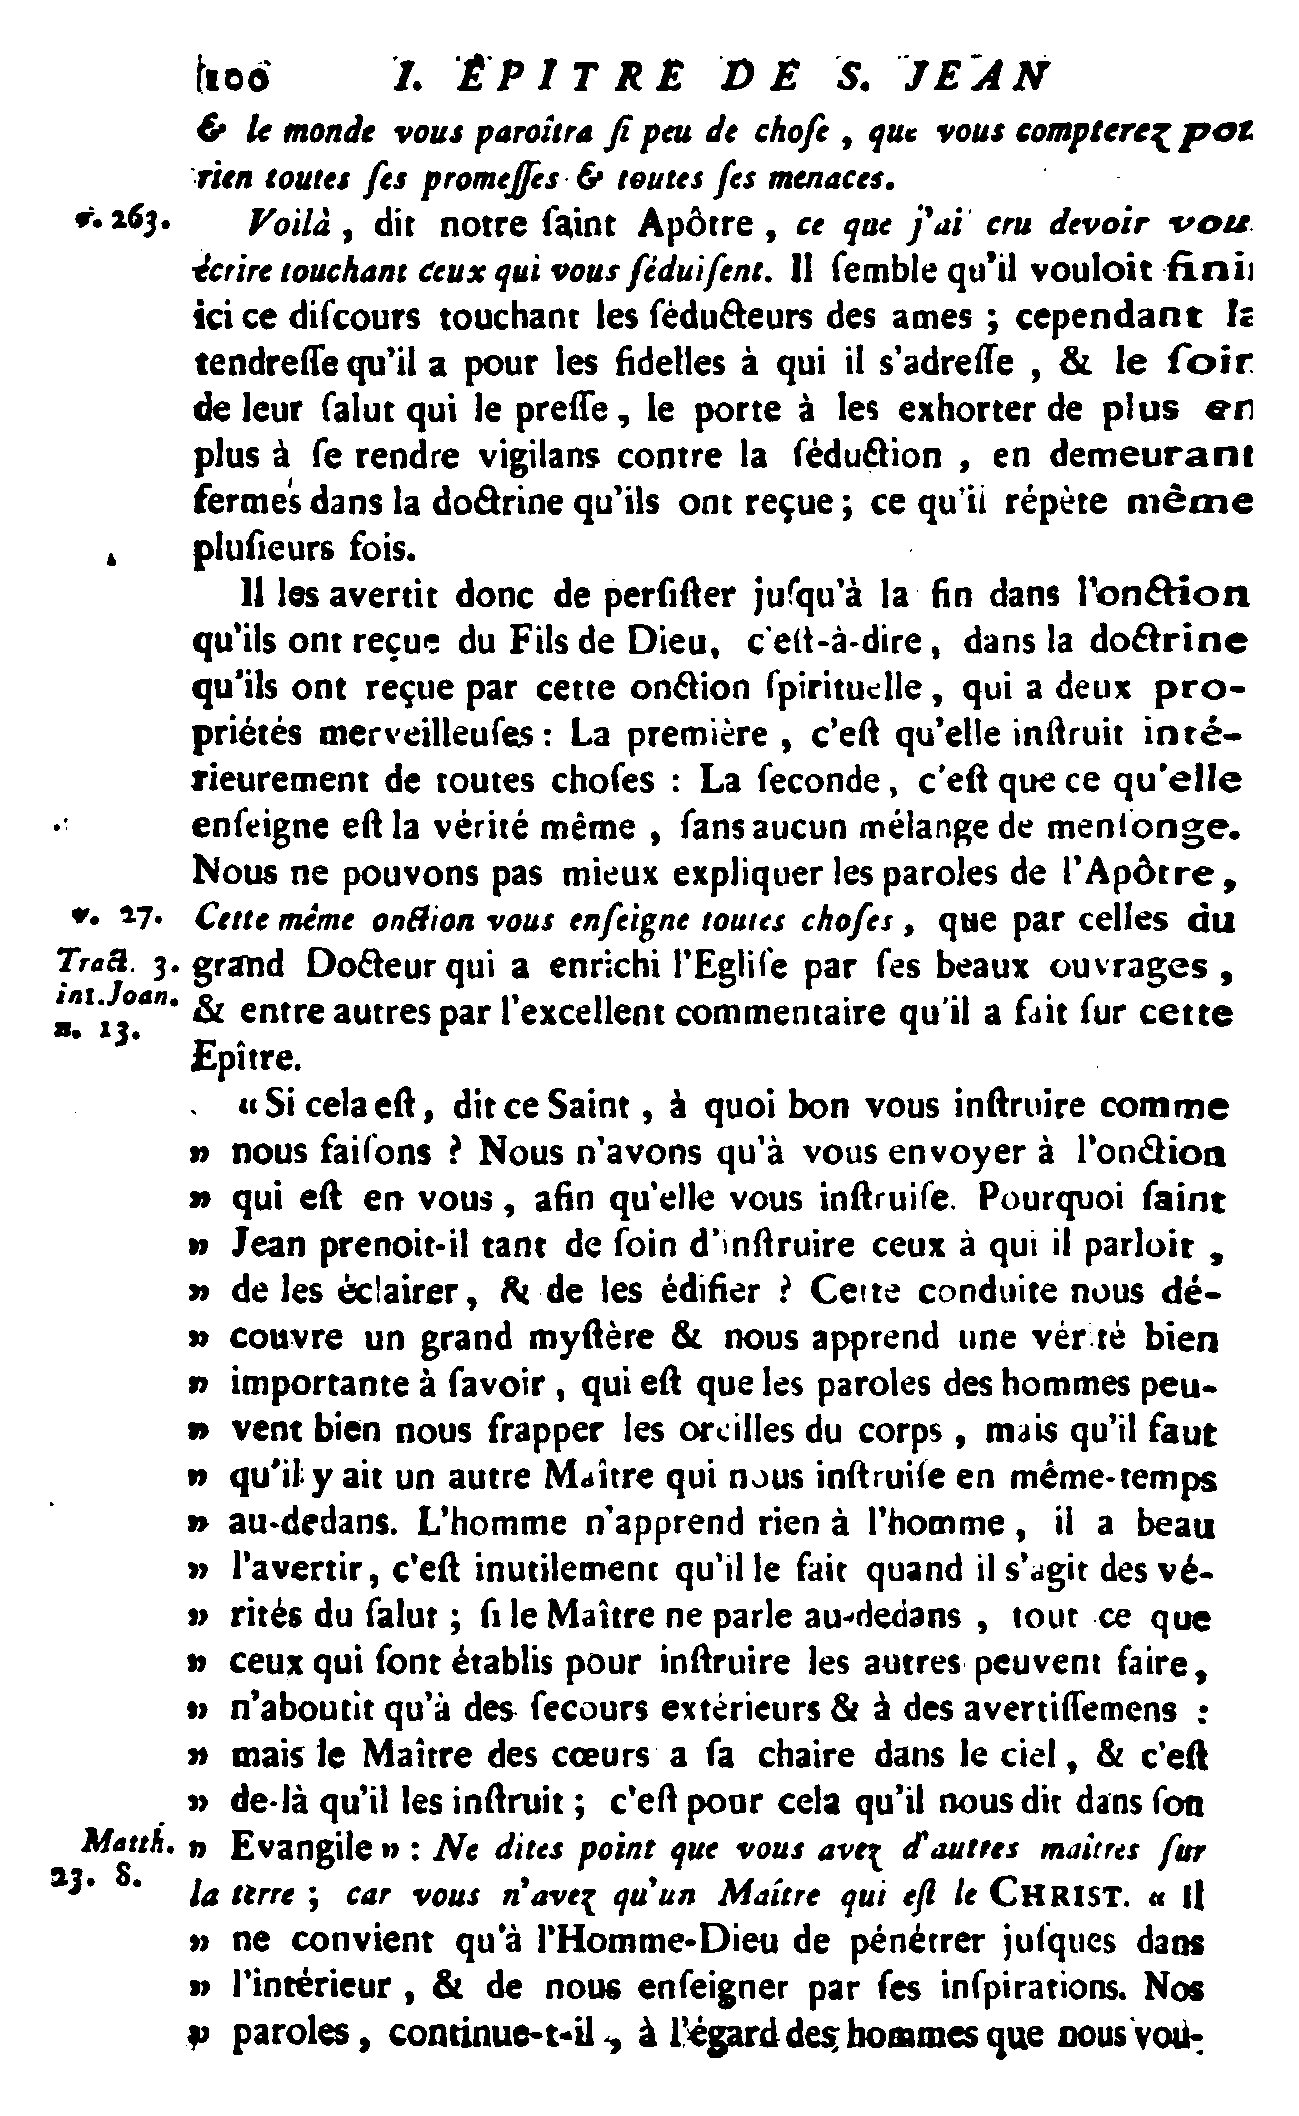 100 I. ÉPITRE DE S. JEAN
& le monde vous paroîtra ſi peu de choſe, que vous compterez
rien toutes ſes promeſſes & toutes ſes menaces.
v. 263. Voilà, dit notre ſaint Apôtre, ce que j'ai cru devoir vou
écrire touchant ceux qui vous ſéduiſent. Il ſemble qu'il vouloit finir
ici ce diſcours touchant les ſéducteurs des ames; cependant la
tendreſſe qu'il a pour les fidelles à qui il s'adreſſe, & le ſoin
de leur ſalut qui le preſſe, le porte à les exhorter de plus en
plus à ſe rendre vigilans contre la ſéduction, en demeurant
fermes dans la doctrine qu'ils ont reçue; ce qu'il répète même
pluſieurs fois.
Il les avertit donc de perſiſter juſqu'à la fin dans l'onction
qu'ils ont reçue du Fils de Dieu, c'eſt-à-dire, dans la doctrine
qu'ils ont reçue par cette onction ſpirituelle, qui a deux pro-
priétés merveilleuſes: La première, c'eſt qu'elle inſtruit inté-
rieurement de toutes choſes: La ſeconde, c'eſt que ce qu'elle
enſeigne eſt la vérité même, ſans aucun mélange de menſonge.
Nous ne pouvons pas mieux expliquer les paroles de l'Apôtre,
v. 27. Cette même onction vous enſeigne toutes choſes, que par celles du
Tract. 3. grand Docteur qui a enrichi l'Egliſe par ſes beaux ouvrages,
in I. Joan. & entre autres par l'excellent commentaire qu'il a fait ſur cette
n. 13. Epître.
« Si cela eſt, dit ce Saint, à quoi bon vous inſtruire comme
» nous faiſons? Nous n'avons qu'à vous envoyer à l'onction
» qui eſt en vous, afin qu'elle vous inſtruiſe. Pourquoi ſaint
» Jean prenoit-il tant de ſoin d'inſtruire ceux à qui il parloit,
» de les éclairer, & de les édifier? Cette conduite nous dé-
» couvre un grand myſtère & nous apprend une vérité bien
» importante à ſavoir, qui eſt que les paroles des hommes peu-
» vent bien nous frapper les oreilles du corps, mais qu'il faut
» qu'il y ait un autre Maître qui nous inſtruiſe en même-temps
» au-dedans. L'homme n'apprend rien à l'homme, il a beau
» l'avertir, c'eſt inutilement qu'il le fait quand il s'agit des vé-
» rités du ſalut; ſi le Maître ne parle au-dedans, tout ce que
» ceux qui ſont établis pour inſtruire les autres peuvent faire,
» n'aboutit qu'à des ſecours extérieurs & à des avertiſſemens:
» mais le Maître des cœurs a ſa chaire dans le ciel, & c'eſt
» de-là qu'il les inſtruit; c'eſt pour cela qu'il nous dit dans ſon
Matth. » Evangile »: Ne dites point que vous avez d'autres maîtres ſur
23. 8. la terre; car vous n'avez qu'un Maître qui eſt le CHRIST. « Il
» ne convient qu'à l'Homme-Dieu de pénétrer juſques dans
» l'intérieur, & de nous enſeigner par ſes inſpirations. Nos
» paroles, continue-t-il, à l'égard des hommes que nous vou-